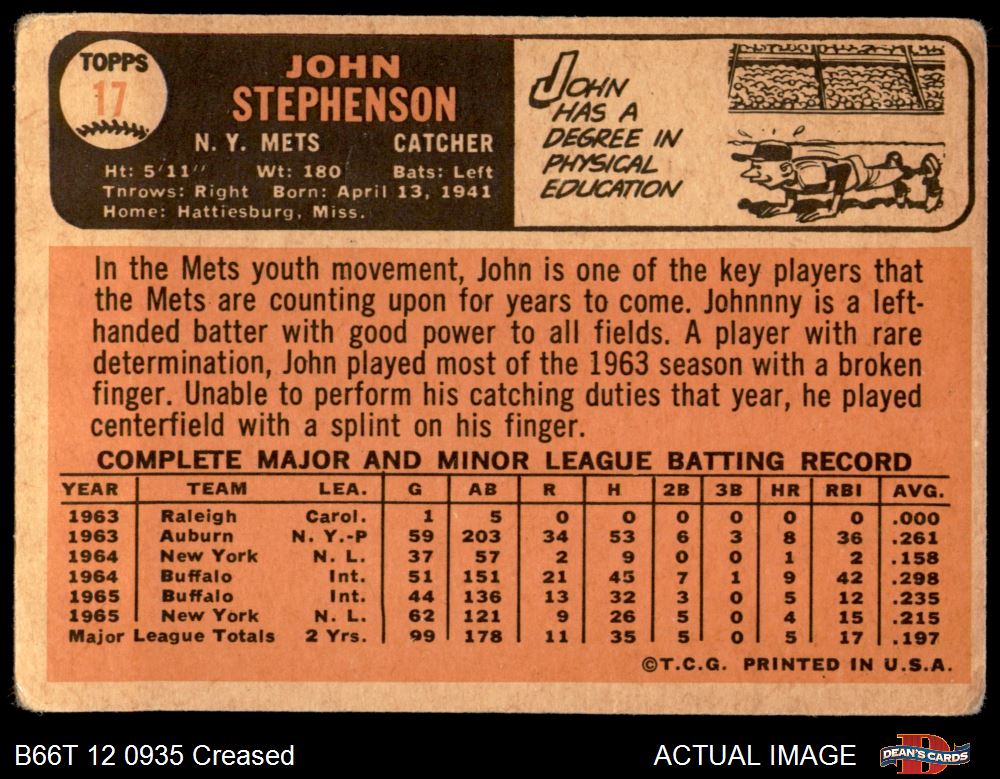 TOPPS
17
JOHN
STEPHENSON
N. Y. METS CATCHER
Ht: 5'11" Wt: 180 Bats: Left
Throws: Right Born: April 13, 1941
Home: Hattiesburg, Miss.
JOHN
HAS A
DEGREE IN
PHYSICAL
EDUCATION
In the Mets youth movement, John is one of the key players that
the Mets are counting upon for years to come. Johnnny is a left-
handed batter with good power to all fields. A player with rare
determination, John played most of the 1963 season with a broken
finger. Unable to perform his catching duties that year, he played
centerfield with a splint on his finger.
COMPLETE MAJOR AND MINOR LEAGUE BATTING RECORD
YEAR TEAM LEA. G AB R H 2B 3B HR RBI AVG.
1963 Raleigh Carol. 1 5 0 0 0 0 0 0 .000
1963 Auburn N. Y.-P 59 203 34 53 6 3 8 36 .261
1964 New York N. L. 37 57 2 9 0 0 1 2 .158
1964 Buffalo Int. 51 151 21 45 7 1 9 42 .298
1965 Buffalo Int. 44 136 13 32 3 0 5 12 .235
1965 New York N. L. 62 121 9 26 5 0 4 15 .215
Major League Totals 2 Yrs. 99 178 11 35 5 0 5 17 .197
©T.C.G. PRINTED IN U.S.A.
B66T 12 0935 Creased ACTUAL IMAGE
DEAN'S CARDS